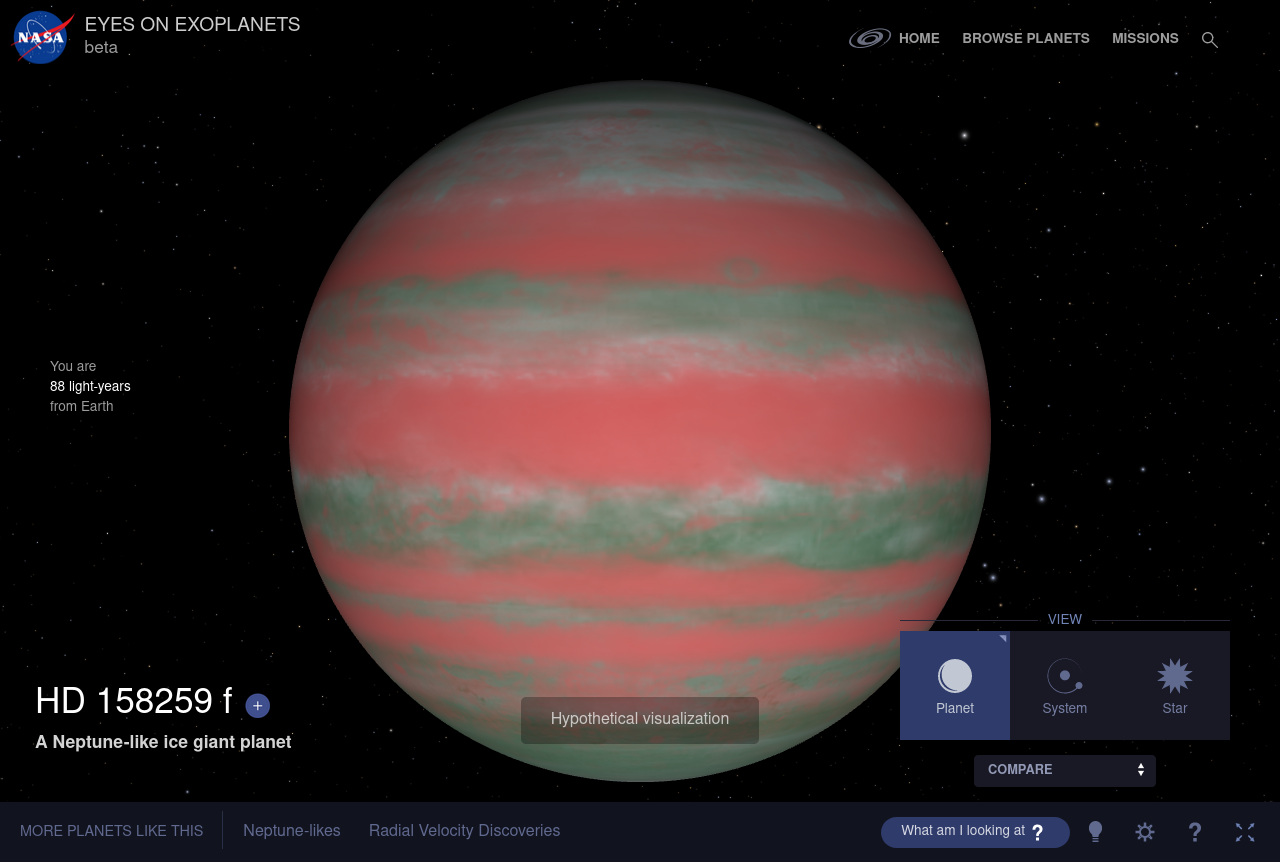 NASA
EYES ON EXOPLANETS
beta
HOME
BROWSE PLANETS
MISSIONS
You are
88 light-years
from Earth
VIEW
HD 158259 f +
A Neptune-like ice giant planet
Hypothetical visualization
Planet
System
Star
COMPARE
MORE PLANETS LIKE THIS
Neptune-likes
Radial Velocity Discoveries
What am I looking at ?
?